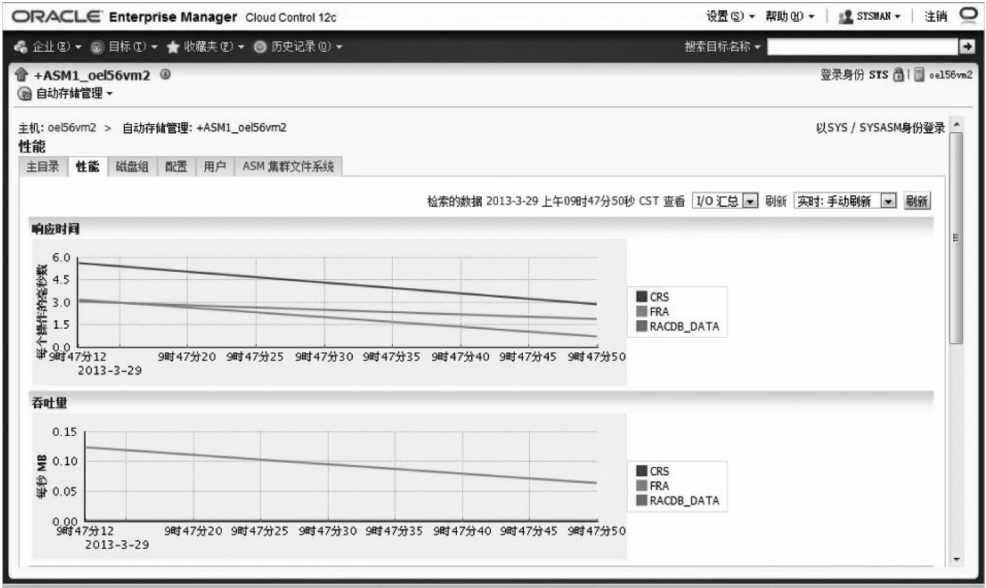 ORACLE Enterprise Manager Cloud Control 12c
设置(S) 帮助(H) SYSMAN 注销
企业(E) 目标(T) 收藏夹(F) 历史记录(O) 搜索目标名称
+ASM1_oel56vm2
登录身份 SYS oel56vm2
自动存储管理
主机: oel56vm2 > 自动存储管理: +ASM1_oel56vm2
以SYS / SYSASM身份登录
性能
主目录 性能 磁盘组 配置 用户 ASM 集群文件系统
检索的数据 2013-3-29 上午09时47分50秒 CST 查看 I/O 汇总 刷新 实时: 手动刷新 刷新
响应时间
每个操作的毫秒数
6.0
4.5
3.0
1.5
0.0
9时47分12 9时47分20 9时47分25 9时47分30 9时47分35 9时47分40 9时47分45 9时47分50
2013-3-29
CRS
FRA
RACDB_DATA
吞吐量
每秒 MB
0.15
0.10
0.05
0.00
9时47分12 9时47分20 9时47分25 9时47分30 9时47分35 9时47分40 9时47分45 9时47分50
2013-3-29
CRS
FRA
RACDB_DATA